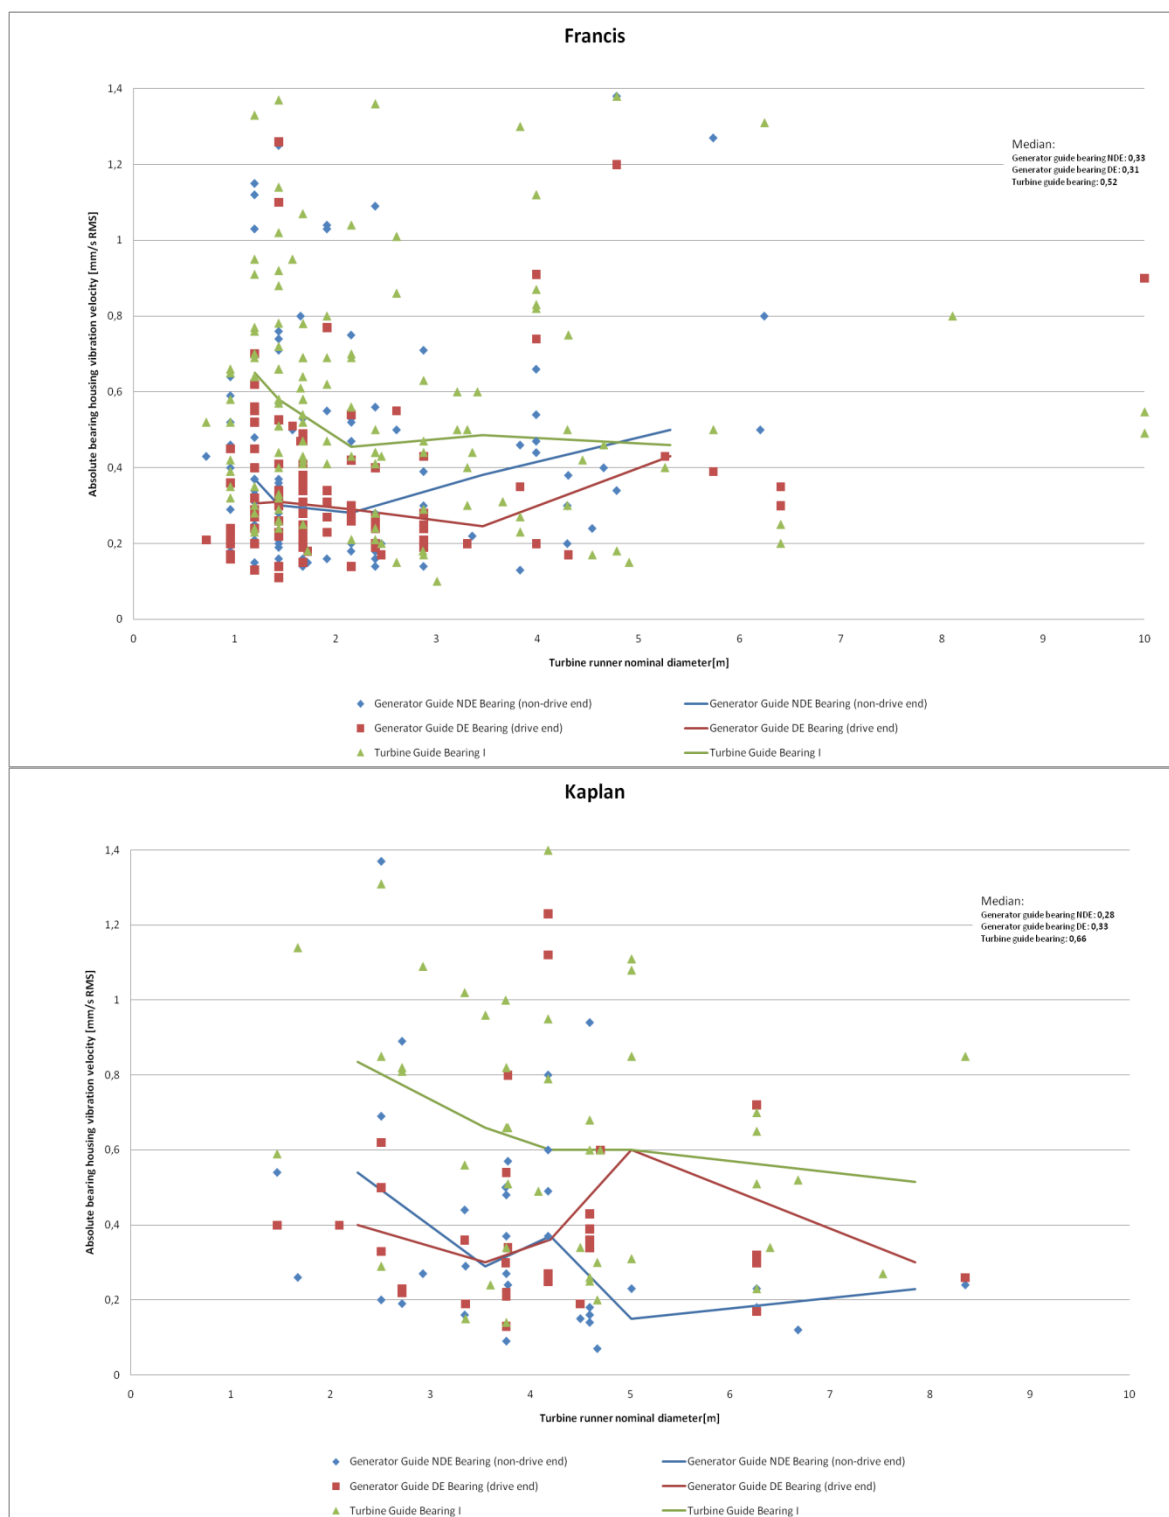 Francis
1,4
1,2
1
0,8
0,6
0,4
0,2
0
Absolute bearing housing vibration velocity [mm/s RMS]
Median:
Generator guide bearing NDE: 0,33
Generator guide bearing DE: 0,31
Turbine guide bearing: 0,52
0 1 2 3 4 5 6 7 8 9 10
Turbine runner nominal diameter[m]
Generator Guide NDE Bearing (non-drive end) Generator Guide NDE Bearing (non-drive end)
Generator Guide DE Bearing (drive end) Generator Guide DE Bearing (drive end)
Turbine Guide Bearing I Turbine Guide Bearing I
Kaplan
1,4
1,2
1
0,8
0,6
0,4
0,2
0
Absolute bearing housing vibration velocity [mm/s RMS]
Median:
Generator guide bearing NDE: 0,28
Generator guide bearing DE: 0,33
Turbine guide bearing: 0,66
0 1 2 3 4 5 6 7 8 9 10
Turbine runner nominal diameter[m]
Generator Guide NDE Bearing (non-drive end) Generator Guide NDE Bearing (non-drive end)
Generator Guide DE Bearing (drive end) Generator Guide DE Bearing (drive end)
Turbine Guide Bearing I Turbine Guide Bearing I